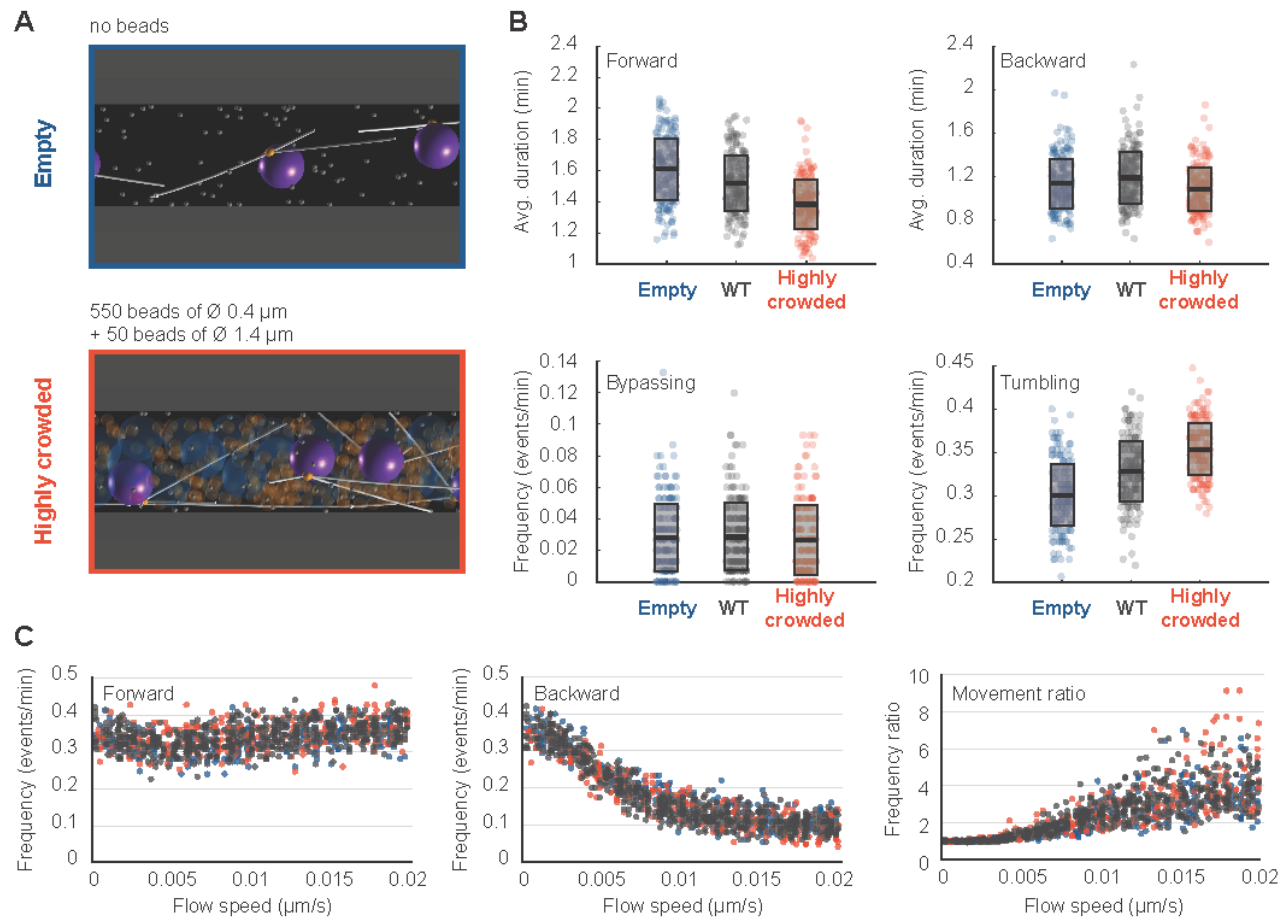 A
no beads
Empty
550 beads of Ø 0.4 µm
+ 50 beads of Ø 1.4 µm
Highly crowded
B
Forward
Avg. duration (min)
2.4
2.2
2
1.8
1.6
1.4
1.2
1
Empty WT Highly crowded
Backward
Avg. duration (min)
2.4
2
1.6
1.2
0.8
0.4
Empty WT Highly crowded
Bypassing
Frequency (events/min)
0.14
0.12
0.1
0.08
0.06
0.04
0.02
0
Empty WT Highly crowded
Tumbling
Frequency (events/min)
0.45
0.4
0.35
0.3
0.25
0.2
Empty WT Highly crowded
C
Forward
Frequency (events/min)
0.5
0.4
0.3
0.2
0.1
0
0 0.005 0.01 0.015 0.02
Flow speed (µm/s)
Backward
Frequency (events/min)
0.5
0.4
0.3
0.2
0.1
0
0 0.005 0.01 0.015 0.02
Flow speed (µm/s)
Movement ratio
Frequency ratio
10
8
6
4
2
0
0 0.005 0.01 0.015 0.02
Flow speed (µm/s)